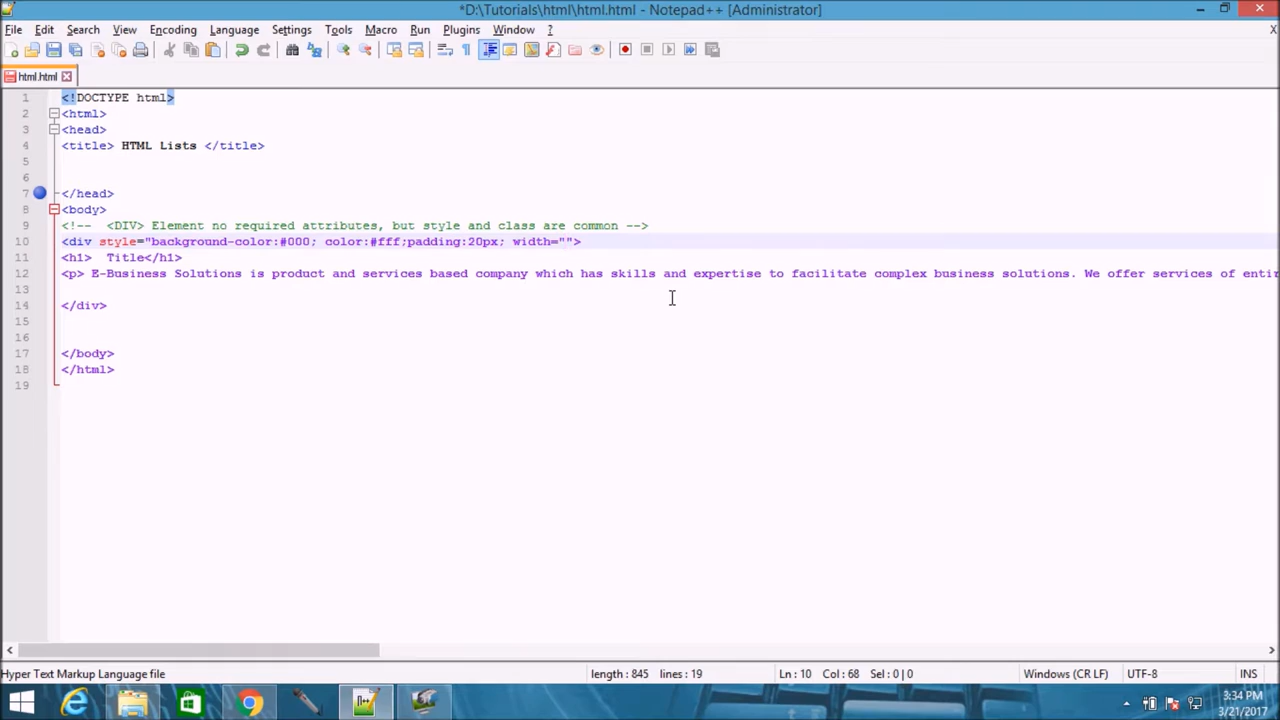 *D:\Tutorials\html\html.html - Notepad++ [Administrator]
File Edit Search View Encoding Language Settings Tools Macro Run Plugins Window ? X
html.html
1 <!DOCTYPE html>
2 <html>
3 <head>
4 <title> HTML Lists </title>
5
6
7 </head>
8 <body>
9 <!-- <DIV> Element no required attributes, but style and class are common -->
10 <div style="background-color:#000; color:#fff;padding:20px; width="">
11 <h1> Title</h1>
12 <p> E-Business Solutions is product and services based company which has skills and expertise to facilitate complex business solutions. We offer services of entir
13
14 </div>
15
16
17 </body>
18 </html>
19
Hyper Text Markup Language file length : 845 lines : 19 Ln : 10 Col : 68 Sel : 0 | 0 Windows (CR LF) UTF-8 INS
3:34 PM
3/21/2017